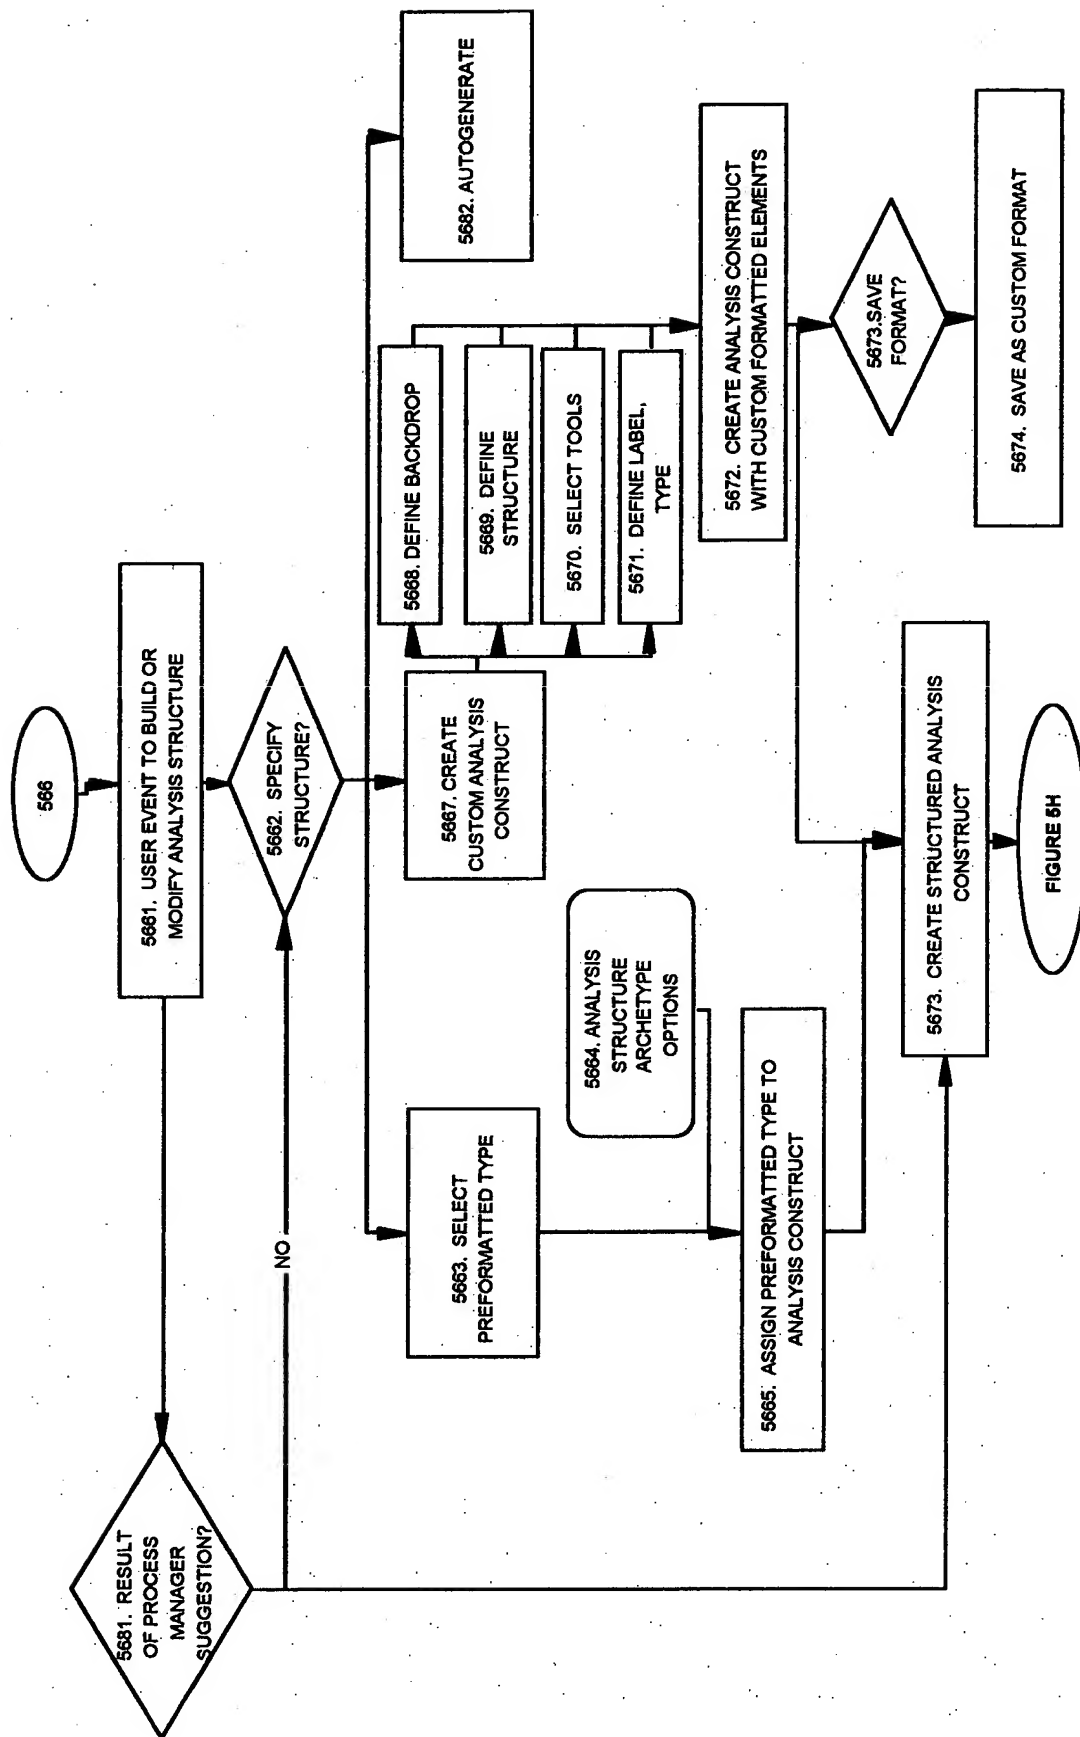 566
5661. USER EVENT TO BUILD OR
MODIFY ANALYSIS STRUCTURE
5681. RESULT
OF PROCESS
MANAGER
SUGGESTION?
5662. SPECIFY
STRUCTURE?
NO
5663. SELECT
PREFORMATTED TYPE
5667. CREATE
CUSTOM ANALYSIS
CONSTRUCT
5682. AUTOGENERATE
5668. DEFINE BACKDROP
5669. DEFINE
STRUCTURE
5670. SELECT TOOLS
5671. DEFINE LABEL,
TYPE
5664. ANALYSIS
STRUCTURE
ARCHETYPE
OPTIONS
5665. ASSIGN PREFORMATTED TYPE TO
ANALYSIS CONSTRUCT
5672. CREATE ANALYSIS CONSTRUCT
WITH CUSTOM FORMATTED ELEMENTS
5673.SAVE
FORMAT?
5673. CREATE STRUCTURED ANALYSIS
CONSTRUCT
5674. SAVE AS CUSTOM FORMAT
FIGURE 5H